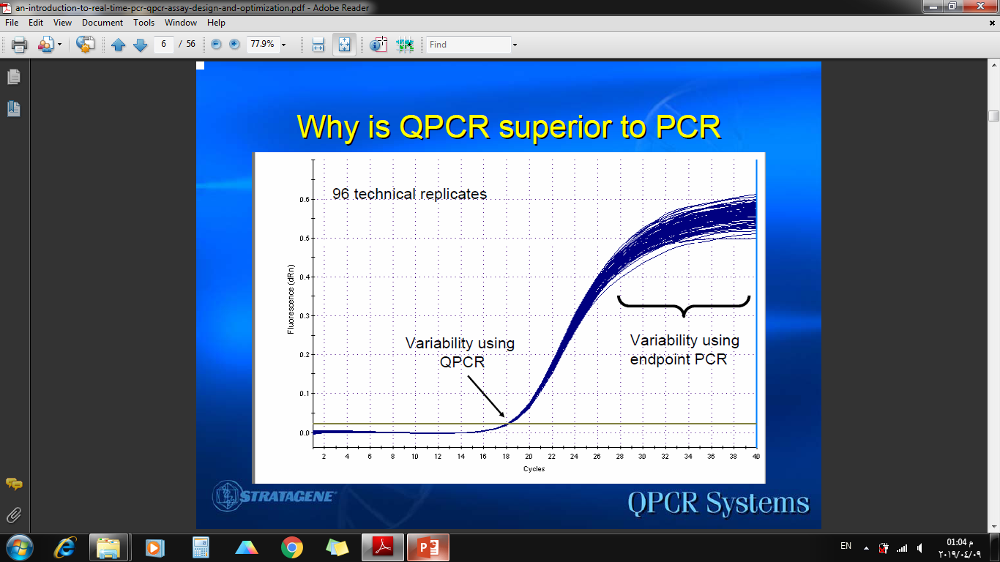 an-introduction-to-real-time-pcr-qpcr-assay-design-and-optimization.pdf - Adobe Reader
File Edit View Document Tools Window Help
6 / 56 77.9% Find
Why is QPCR superior to PCR
96 technical replicates
0.6
0.5
0.4
0.3
0.2
0.1
0.0
Fluorescence (dRn)
Variability using
QPCR
Variability using
endpoint PCR
2 4 6 8 10 12 14 16 18 20 22 24 26 28 30 32 34 36 38 40
Cycles
STRATAGENE®
QPCR Systems
EN
01:04 م
٢٠١٩/٠٤/٠٩